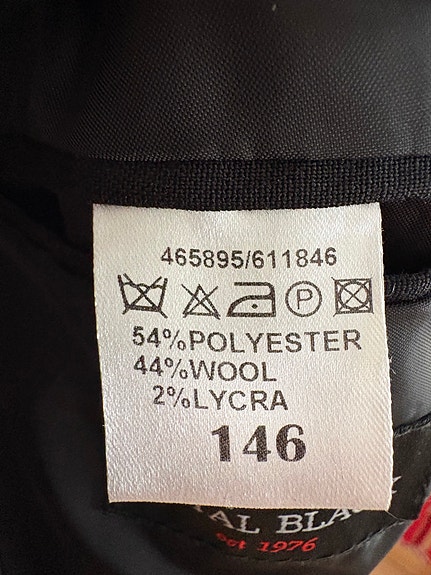 465895/611846
P
54%POLYESTER
44%WOOL
2%LYCRA
146
est 1976